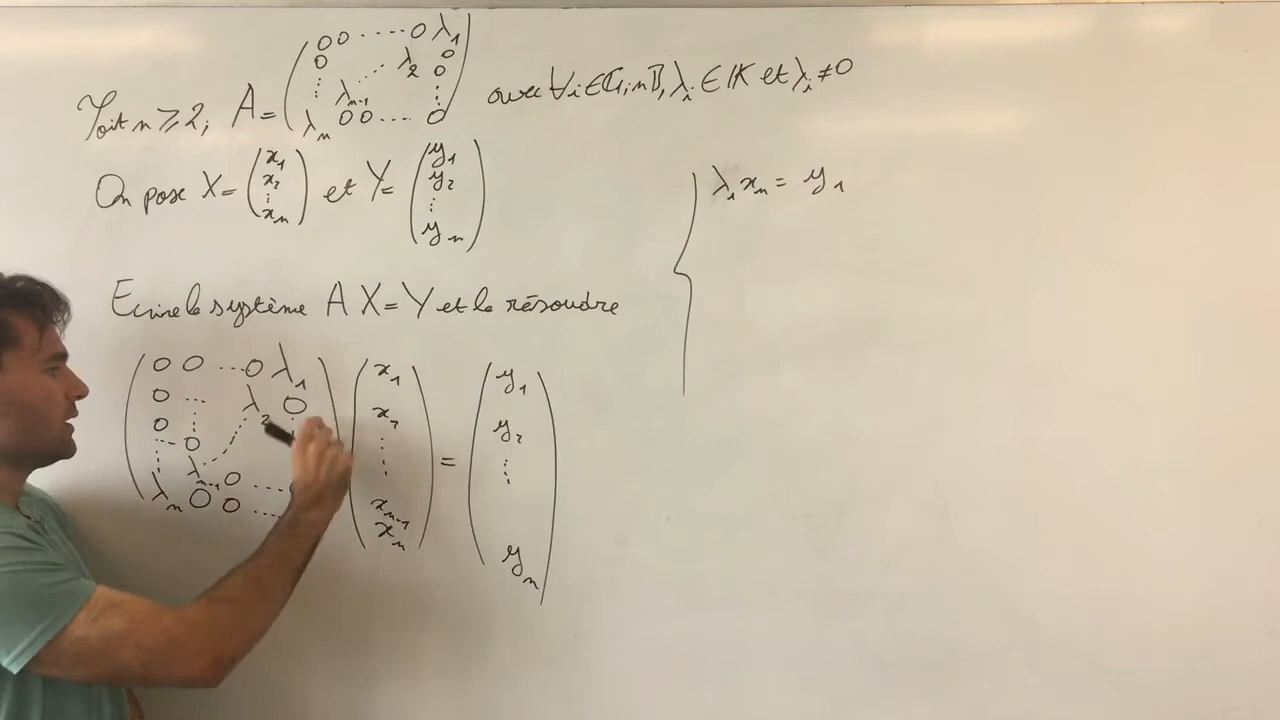 Soit n ⩾ 2, A = ( 0 0 ..... 0 λ₁
0 λ₂ 0
⋮ λₙ₋₁ ... 0 ⋮
λₙ 0 0 .... 0 ) avec ∀i∈⟦1,n⟧, λᵢ ∈ 𝕂 et λᵢ ≠ 0
On pose X = ( x₁ x₂ ⋮ xₙ ) et Y = ( y₁ y₂ ⋮ yₙ )
Ecrire le système A X = Y et le résoudre
( 0 0 ... 0 λ₁ ) ( x₁ ) ( y₁ )
0 ... λ₂ 0 x₂ y₂
0 ... 0 ⋮ = ⋮
λₙ₋₁ 0 .... xₙ₋₁
λₙ 0 0 .... xₙ yₙ
{ λ₁ xₙ = y₁